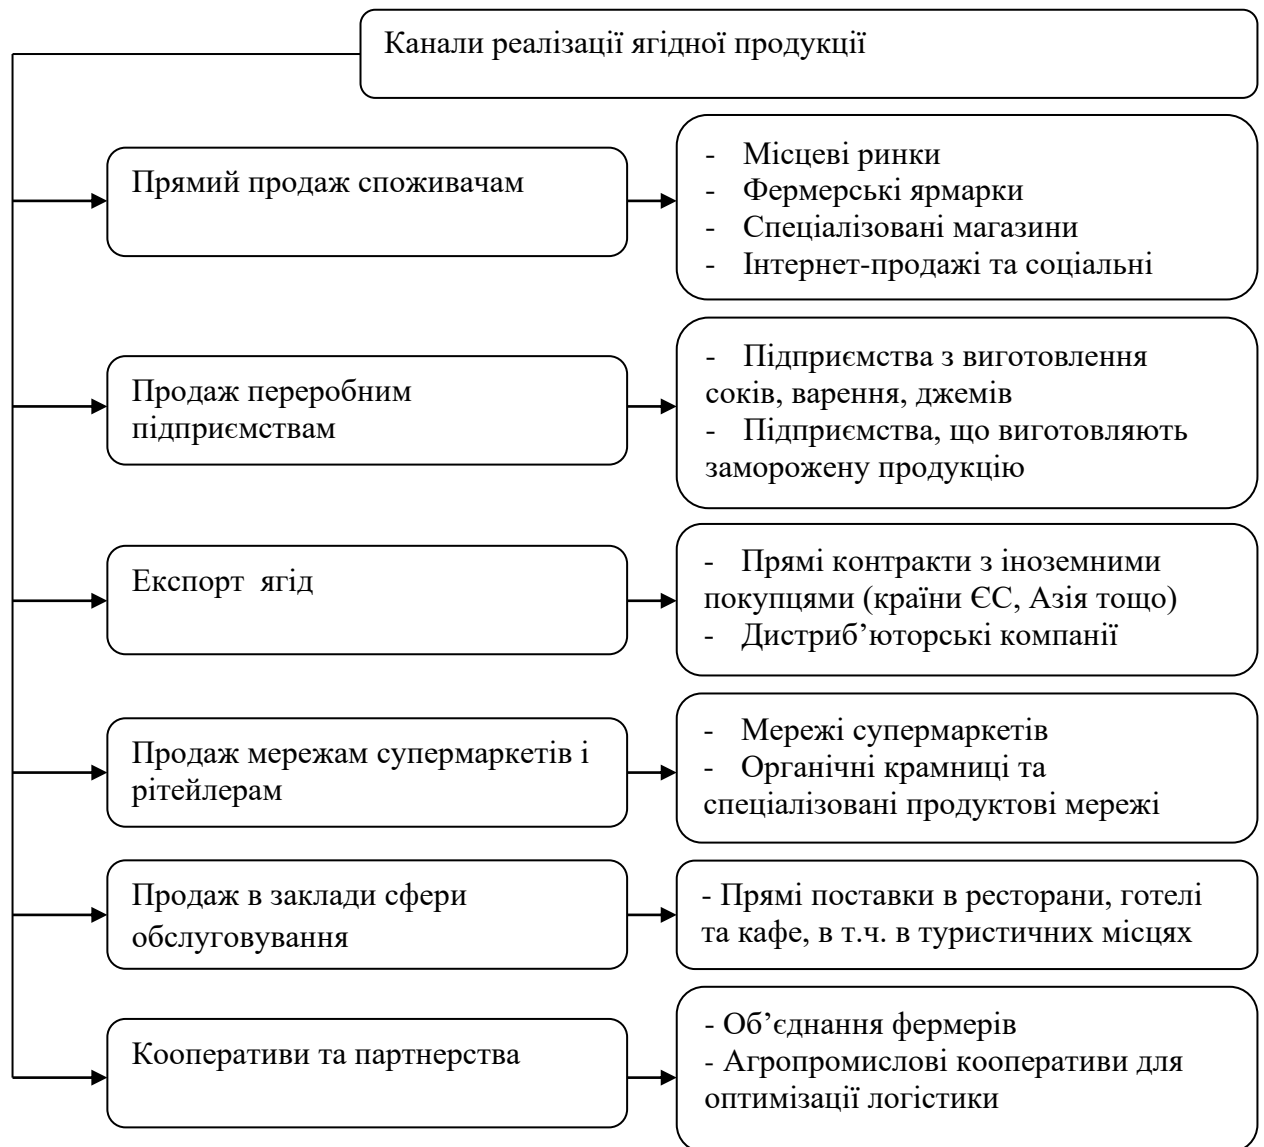 Канали реалізації ягідної продукції
Прямий продаж споживачам
- Місцеві ринки
- Фермерські ярмарки
- Спеціалізовані магазини
- Інтернет-продажі та соціальні
Продаж переробним
підприємствам
- Підприємства з виготовлення
соків, варення, джемів
- Підприємства, що виготовляють
заморожену продукцію
Експорт ягід
- Прямі контракти з іноземними
покупцями (країни ЄС, Азія тощо)
- Дистриб’юторські компанії
Продаж мережам супермаркетів і
рітейлерам
- Мережі супермаркетів
- Органічні крамниці та
спеціалізовані продуктові мережі
Продаж в заклади сфери
обслуговування
- Прямі поставки в ресторани, готелі
та кафе, в т.ч. в туристичних місцях
Кооперативи та партнерства
- Об’єднання фермерів
- Агропромислові кооперативи для
оптимізації логістики